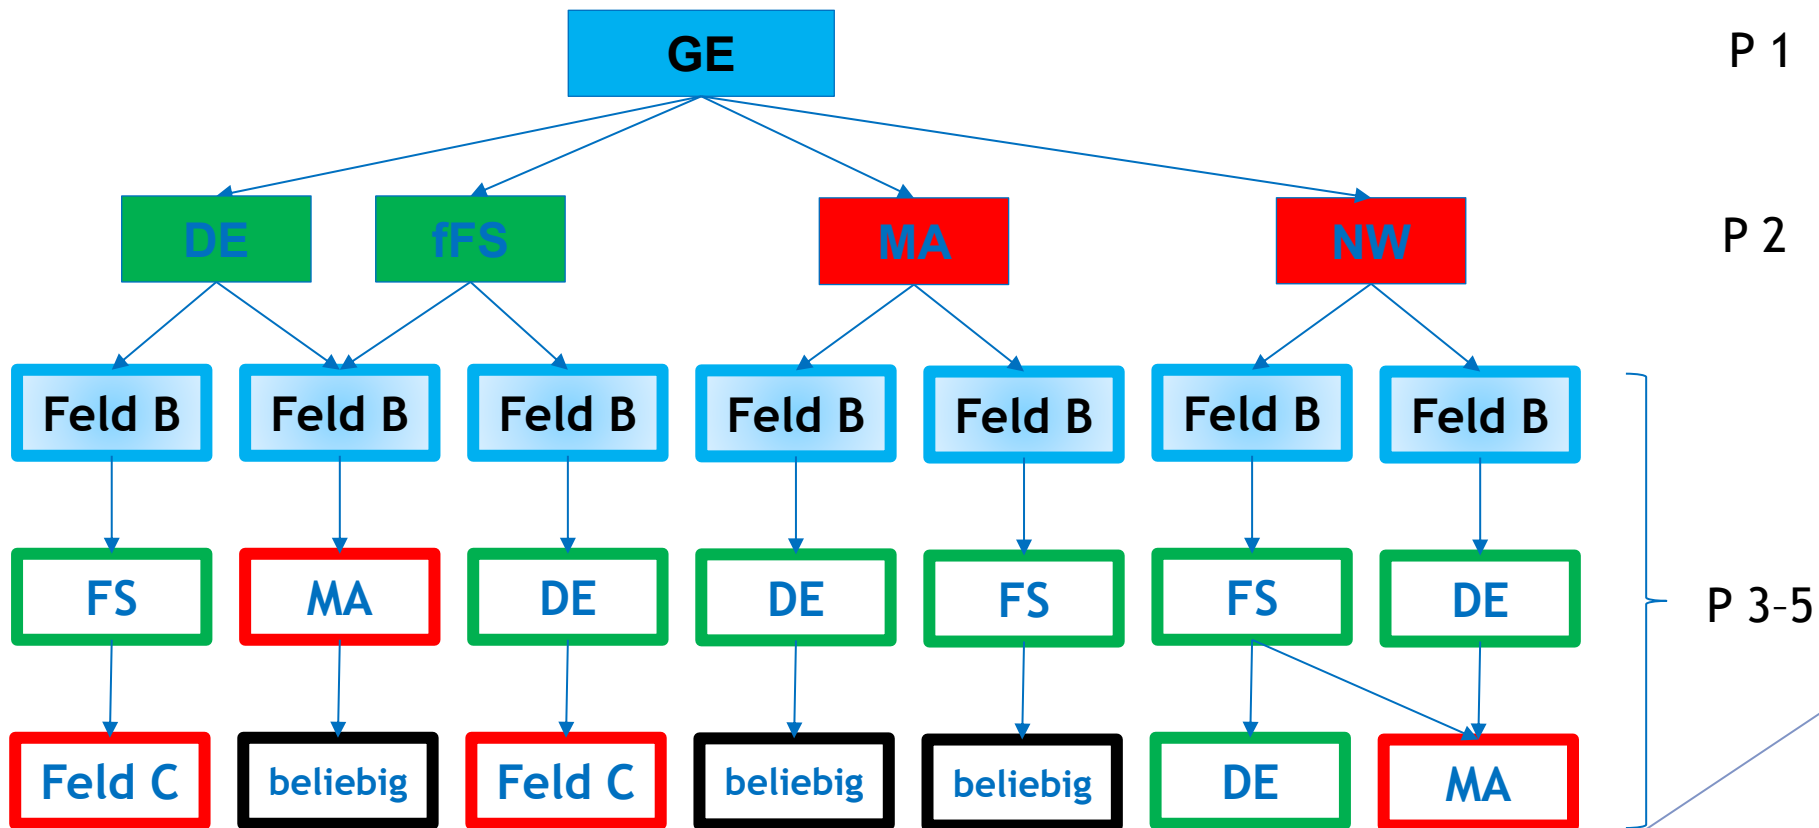 GE
P 1
DE
fFS
MA
NW
P 2
Feld B
Feld B
Feld B
Feld B
Feld B
Feld B
Feld B
FS
MA
DE
DE
FS
FS
DE
P 3-5
Feld C
beliebig
Feld C
beliebig
beliebig
DE
MA